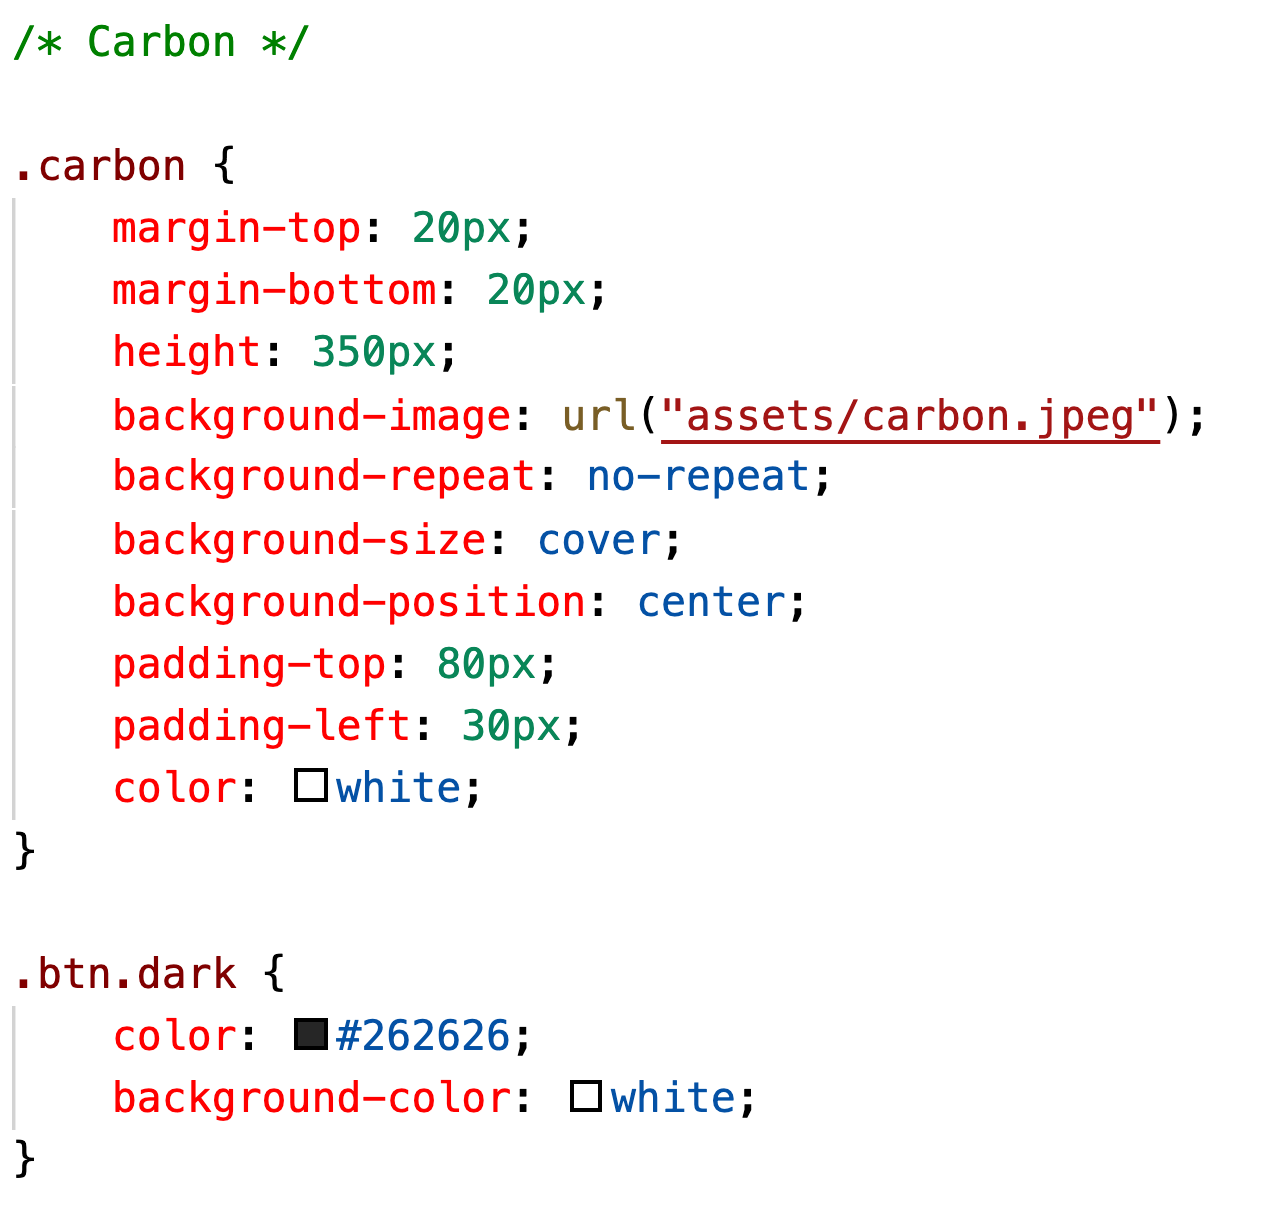 /* Carbon */
.carbon {
margin-top: 20px;
margin-bottom: 20px;
height: 350px;
background-image: url("assets/carbon.jpeg");
background-repeat: no-repeat;
background-size: cover;
background-position: center;
padding-top: 80px;
padding-left: 30px;
color: white;
}
.btn.dark {
color: #262626;
background-color: white;
}